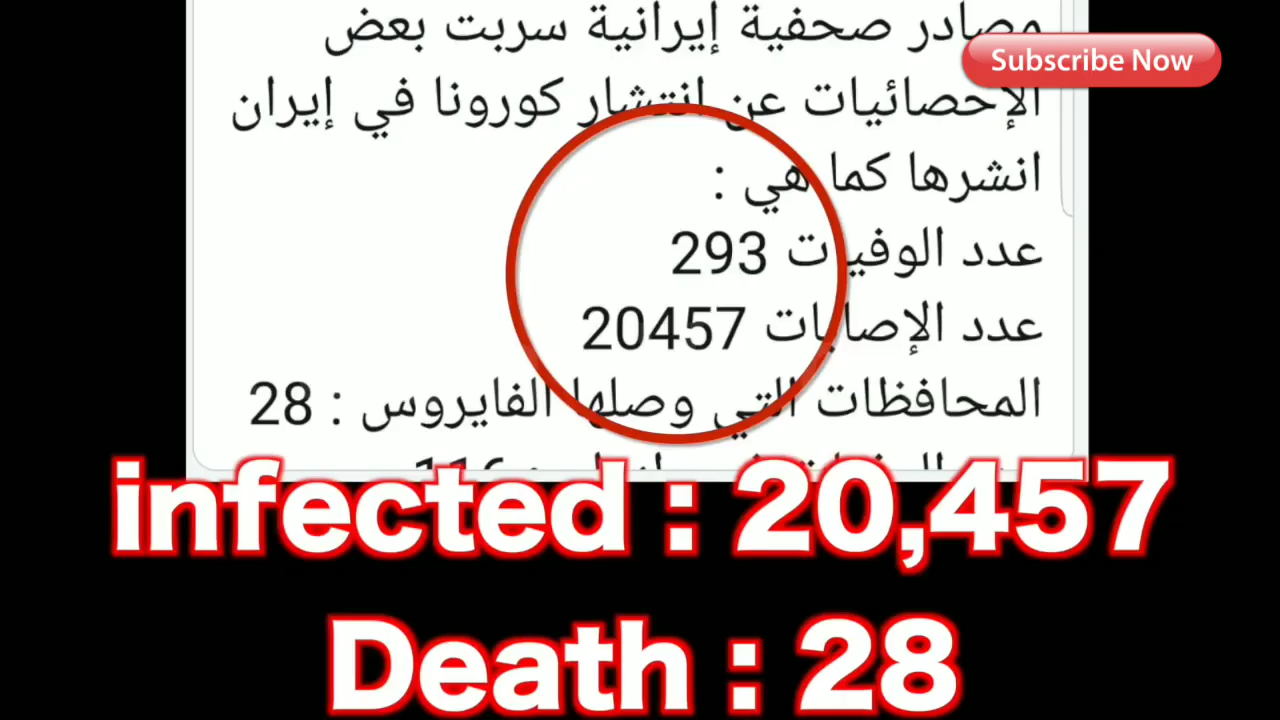 مصادر صحفية إيرانية سربت بعض
Subscribe Now
الإحصائيات عن انتشار كورونا في إيران
انشرها كما هي :
عدد الوفيات 293
عدد الإصابات 20457
المحافظات التي وصلها الفايروس : 28
infected : 20,457
Death : 28